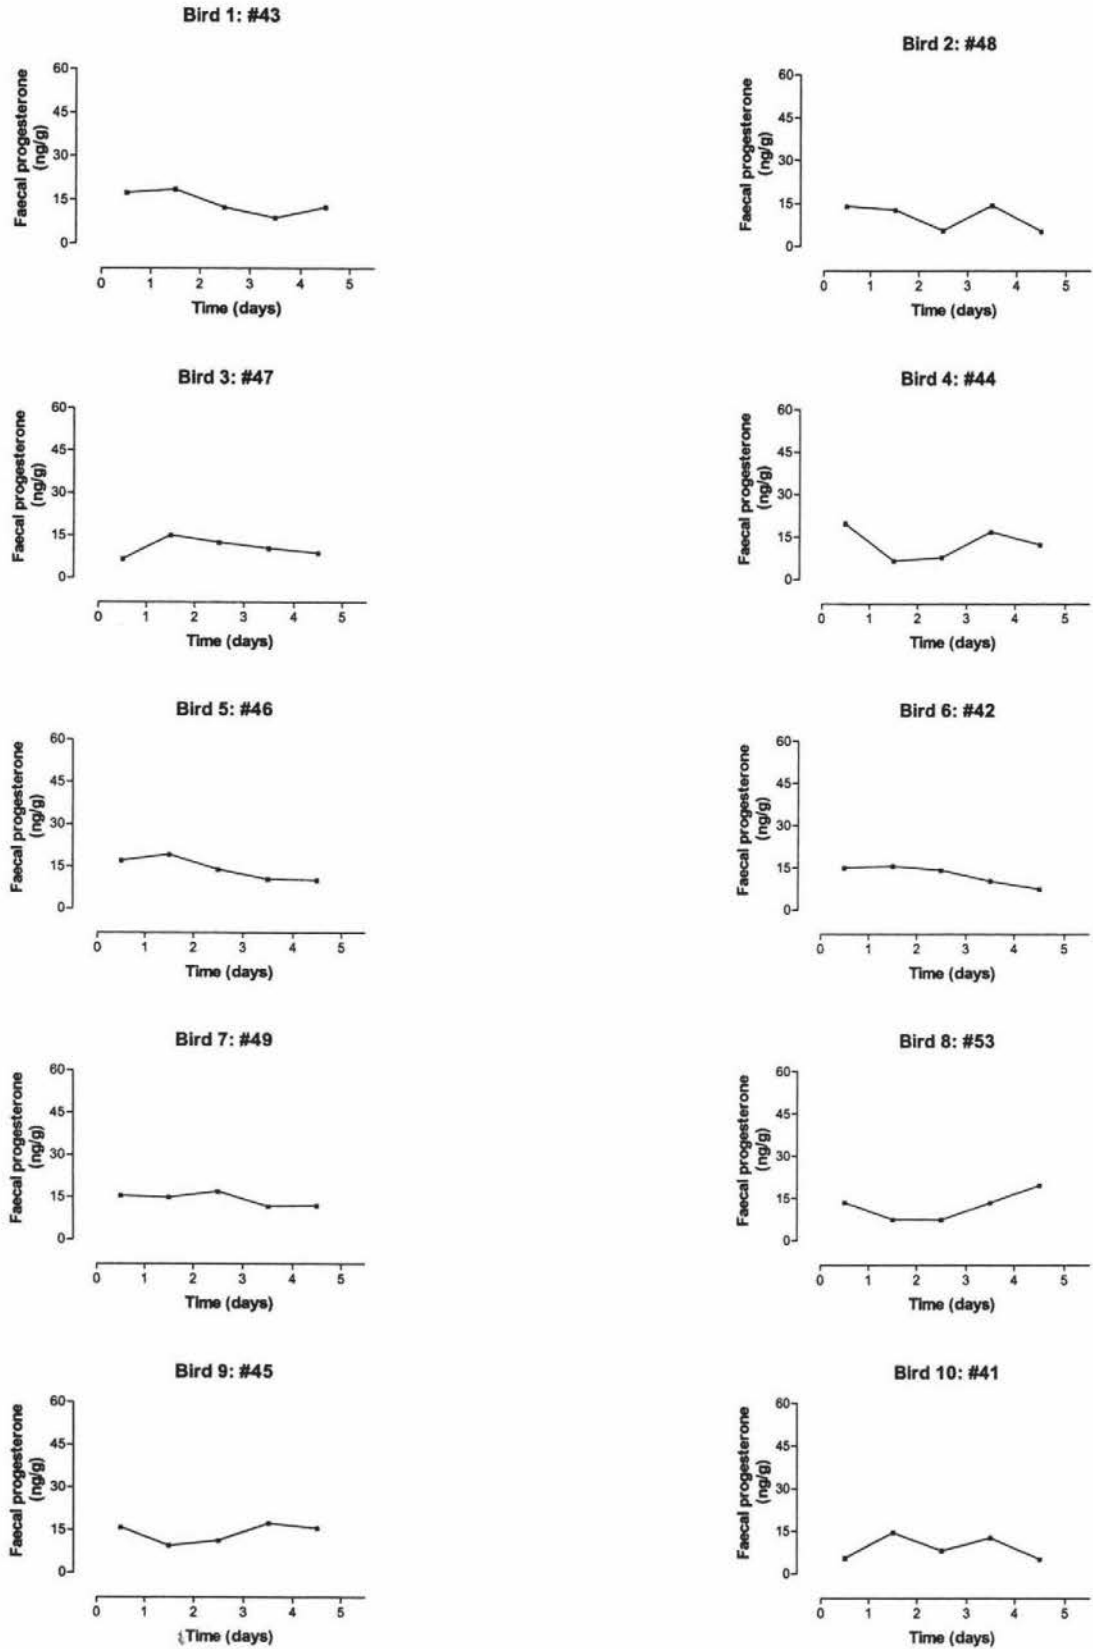 Bird 1: #43
Faecal progesterone
(ng/g)
60
45
30
15
0
0 1 2 3 4 5
Time (days)
Bird 2: #48
Faecal progesterone
(ng/g)
60
45
30
15
0
0 1 2 3 4 5
Time (days)
Bird 3: #47
Faecal progesterone
(ng/g)
60
45
30
15
0
0 1 2 3 4 5
Time (days)
Bird 4: #44
Faecal progesterone
(ng/g)
60
45
30
15
0
0 1 2 3 4 5
Time (days)
Bird 5: #46
Faecal progesterone
(ng/g)
60
45
30
15
0
0 1 2 3 4 5
Time (days)
Bird 6: #42
Faecal progesterone
(ng/g)
60
45
30
15
0
0 1 2 3 4 5
Time (days)
Bird 7: #49
Faecal progesterone
(ng/g)
60
45
30
15
0
0 1 2 3 4 5
Time (days)
Bird 8: #53
Faecal progesterone
(ng/g)
60
45
30
15
0
0 1 2 3 4 5
Time (days)
Bird 9: #45
Faecal progesterone
(ng/g)
60
45
30
15
0
0 1 2 3 4 5
Time (days)
Bird 10: #41
Faecal progesterone
(ng/g)
60
45
30
15
0
0 1 2 3 4 5
Time (days)